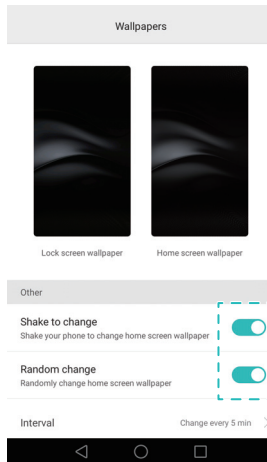 Wallpapers
Lock screen wallpaper Home screen wallpaper
Other
Shake to change
Shake your phone to change home screen wallpaper
Random change
Randomly change home screen wallpaper
Interval Change every 5 min